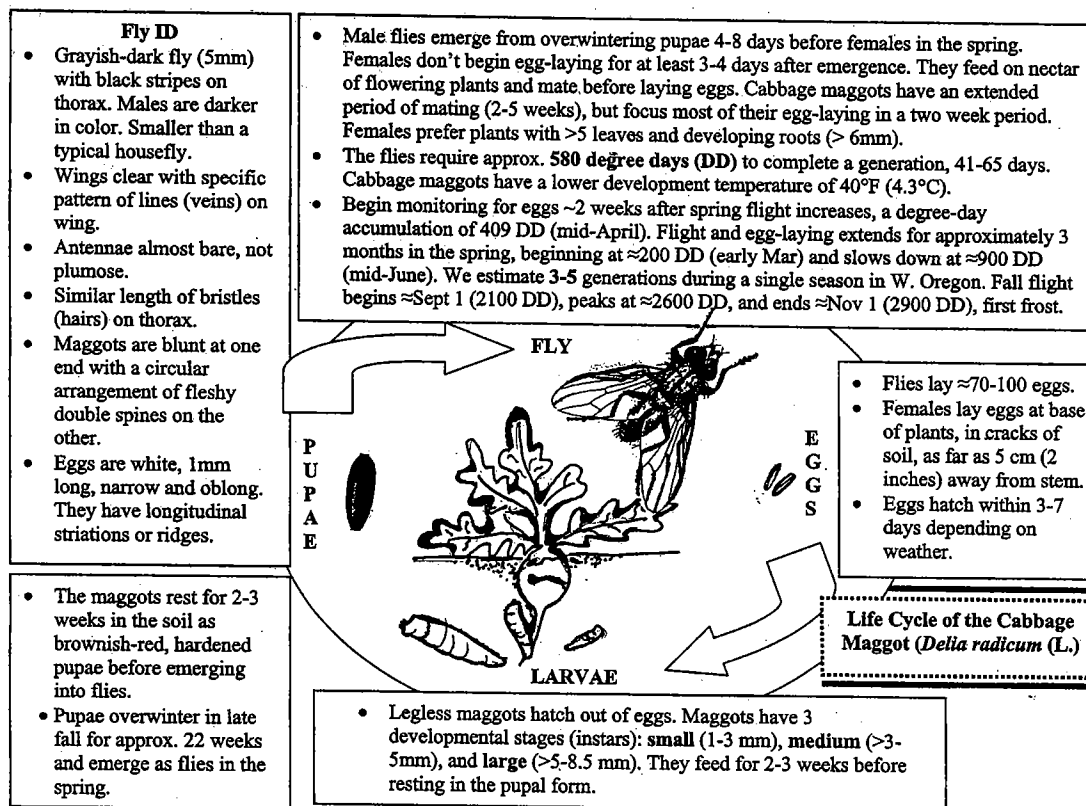 Fly ID
• Grayish-dark fly (5mm)
with black stripes on
thorax. Males are darker
in color. Smaller than a
typical housefly.
• Wings clear with specific
pattern of lines (veins) on
wing.
• Antennae almost bare, not
plumose.
• Similar length of bristles
(hairs) on thorax.
• Maggots are blunt at one
end with a circular
arrangement of fleshy
double spines on the
other.
• Eggs are white, 1mm
long, narrow and oblong.
They have longitudinal
striations or ridges.
• Male flies emerge from overwintering pupae 4-8 days before females in the spring.
Females don't begin egg-laying for at least 3-4 days after emergence. They feed on nectar
of flowering plants and mate before laying eggs. Cabbage maggots have an extended
period of mating (2-5 weeks), but focus most of their egg-laying in a two week period.
Females prefer plants with >5 leaves and developing roots (> 6mm).
• The flies require approx. 580 degree days (DD) to complete a generation, 41-65 days.
Cabbage maggots have a lower development temperature of 40°F (4.3°C).
• Begin monitoring for eggs ~2 weeks after spring flight increases, a degree-day
accumulation of 409 DD (mid-April). Flight and egg-laying extends for approximately 3
months in the spring, beginning at ≈200 DD (early Mar) and slows down at ≈900 DD
(mid-June). We estimate 3-5 generations during a single season in W. Oregon. Fall flight
begins ≈Sept 1 (2100 DD), peaks at ≈2600 DD, and ends ≈Nov 1 (2900 DD), first frost.
FLY
PUPAE
EGGS
• Flies lay ≈70-100 eggs.
• Females lay eggs at base
of plants, in cracks of
soil, as far as 5 cm (2
inches) away from stem.
• Eggs hatch within 3-7
days depending on
weather.
Life Cycle of the Cabbage
Maggot (Delia radicum (L.)
• The maggots rest for 2-3
weeks in the soil as
brownish-red, hardened
pupae before emerging
into flies.
• Pupae overwinter in late
fall for approx. 22 weeks
and emerge as flies in the
spring.
LARVAE
• Legless maggots hatch out of eggs. Maggots have 3
developmental stages (instars): small (1-3 mm), medium (>3-
5mm), and large (>5-8.5 mm). They feed for 2-3 weeks before
resting in the pupal form.